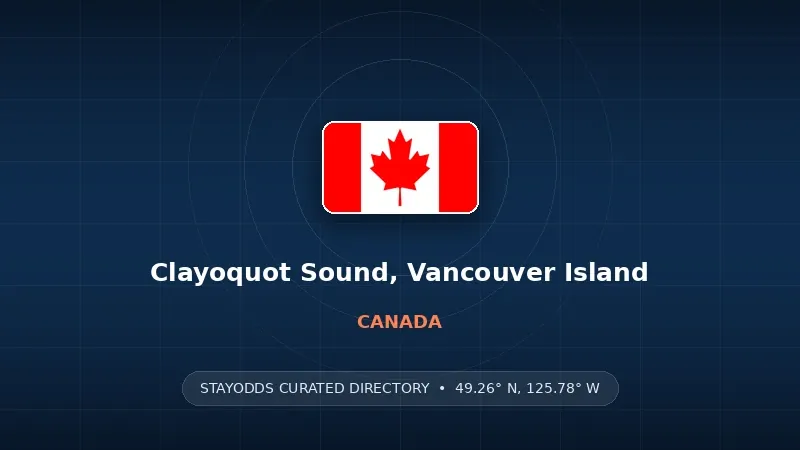 Clayoquot Sound, Vancouver Island
CANADA
STAYODDS CURATED DIRECTORY • 49.26° N, 125.78° W